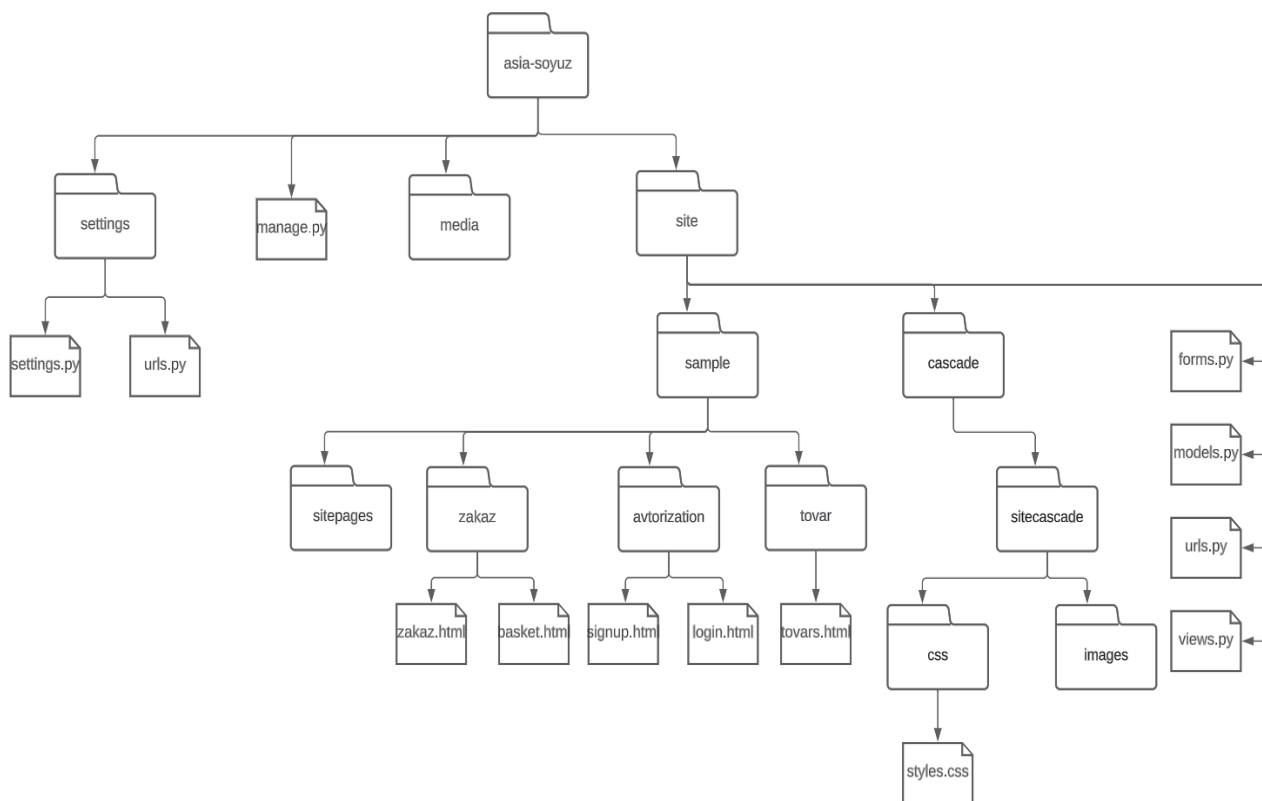 asia-soyuz
settings
manage.py
media
site
settings.py
urls.py
sample
cascade
forms.py
models.py
urls.py
views.py
sitepages
zakaz
avtorization
tovar
sitecascade
zakaz.html
basket.html
signup.html
login.html
tovars.html
css
images
styles.css